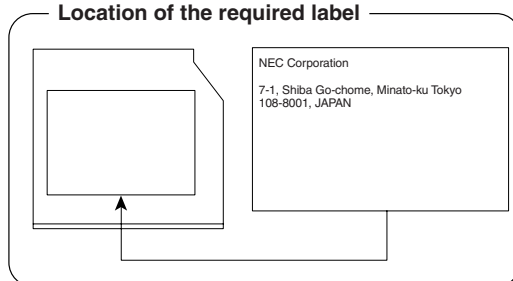 Location of the required label
NEC Corporation
7-1, Shiba Go-chome, Minato-ku Tokyo
108-8001, JAPAN